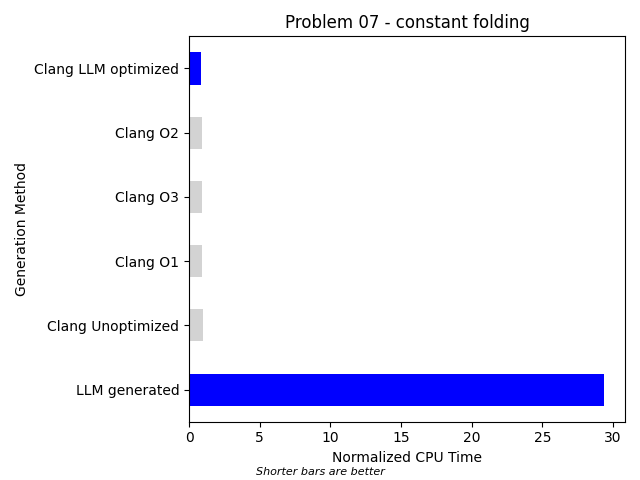 Problem 07 - constant folding
Generation Method
Clang LLM optimized
Clang O2
Clang O3
Clang O1
Clang Unoptimized
LLM generated
0 5 10 15 20 25 30
Normalized CPU Time
Shorter bars are better